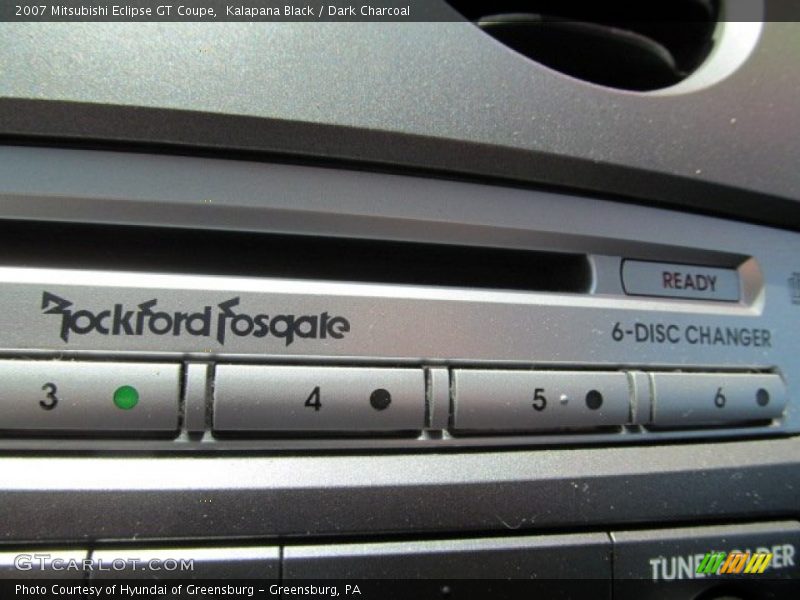 2007 Mitsubishi Eclipse GT Coupe, Kalapana Black / Dark Charcoal
READY
Rockford Fosgate
6-DISC CHANGER
3 4 5 6
TUNE
GTCARLOT.COM
Photo Courtesy of Hyundai of Greensburg - Greensburg, PA